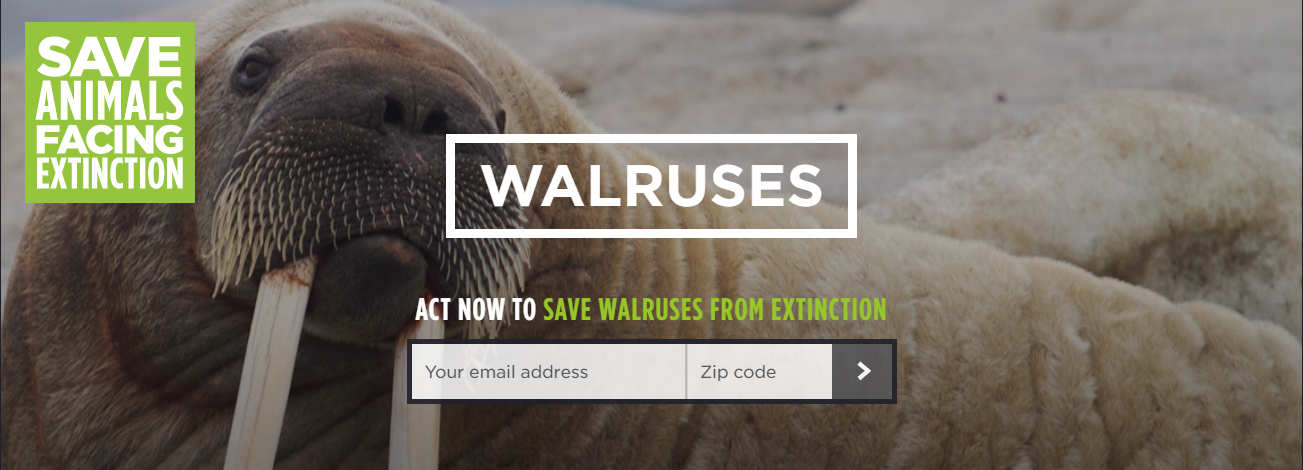 SAVE
ANIMALS
FACING
EXTINCTION
WALRUSES
ACT NOW TO SAVE WALRUSES FROM EXTINCTION
Your email address
Zip code